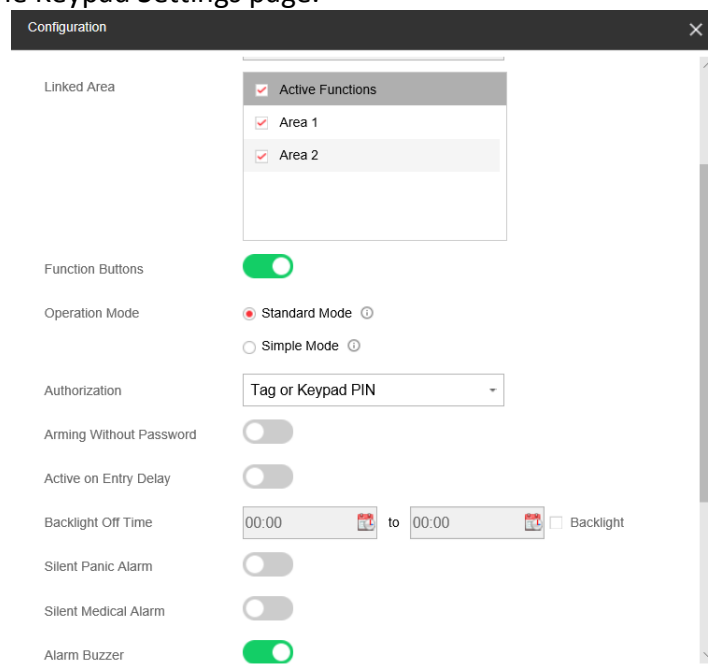 Keypad Settings page.
Configuration
Linked Area
Active Functions
Area 1
Area 2
Function Buttons
Operation Mode
Standard Mode
Simple Mode
Authorization
Tag or Keypad PIN
Arming Without Password
Active on Entry Delay
Backlight Off Time
00:00 to 00:00 Backlight
Silent Panic Alarm
Silent Medical Alarm
Alarm Buzzer